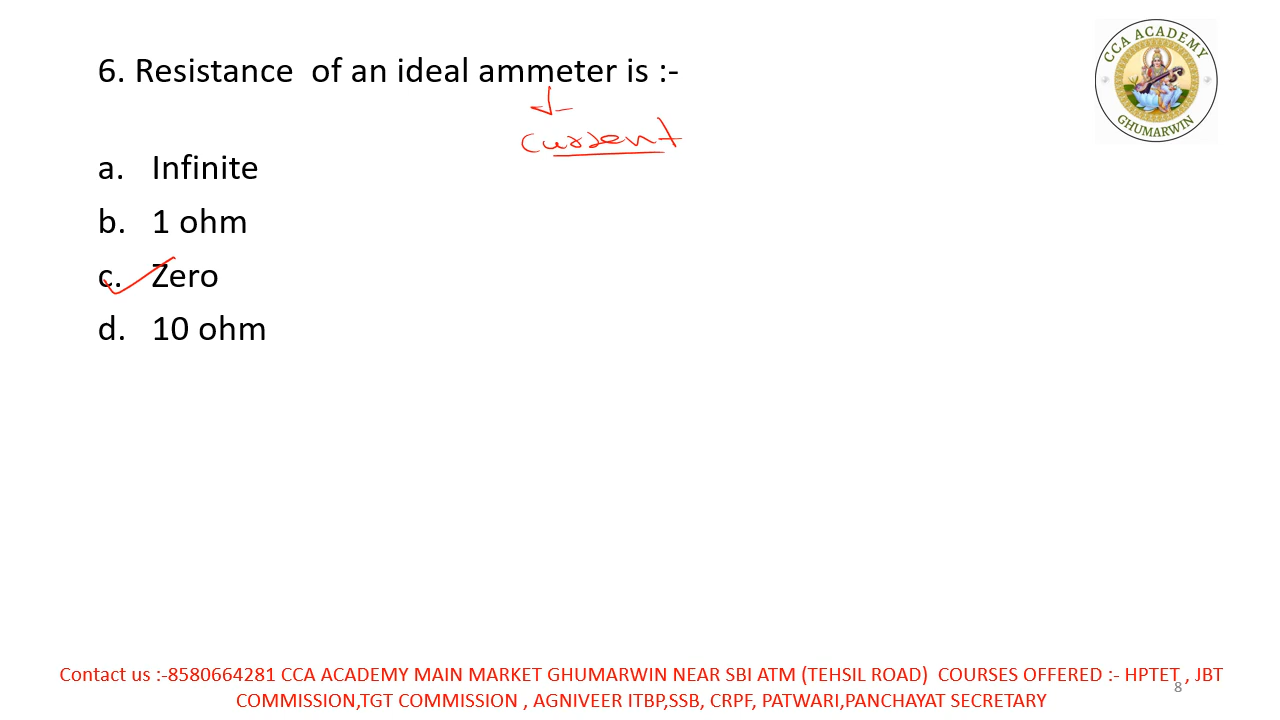 CCA ACADEMY
GHUMARWIN
6. Resistance of an ideal ammeter is :-
current
a. Infinite
b. 1 ohm
c. Zero
d. 10 ohm
Contact us :-8580664281 CCA ACADEMY MAIN MARKET GHUMARWIN NEAR SBI ATM (TEHSIL ROAD) COURSES OFFERED :- HPTET , JBT
COMMISSION,TGT COMMISSION , AGNIVEER ITBP,SSB, CRPF, PATWARI,PANCHAYAT SECRETARY
8